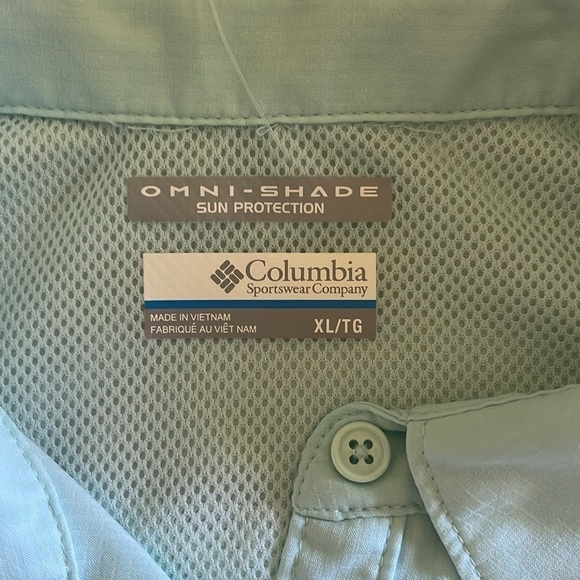 OMNI-SHADE
SUN PROTECTION
Columbia
Sportswear Company
MADE IN VIETNAM
FABRIQUÉ AU VIÊT NAM
XL/TG